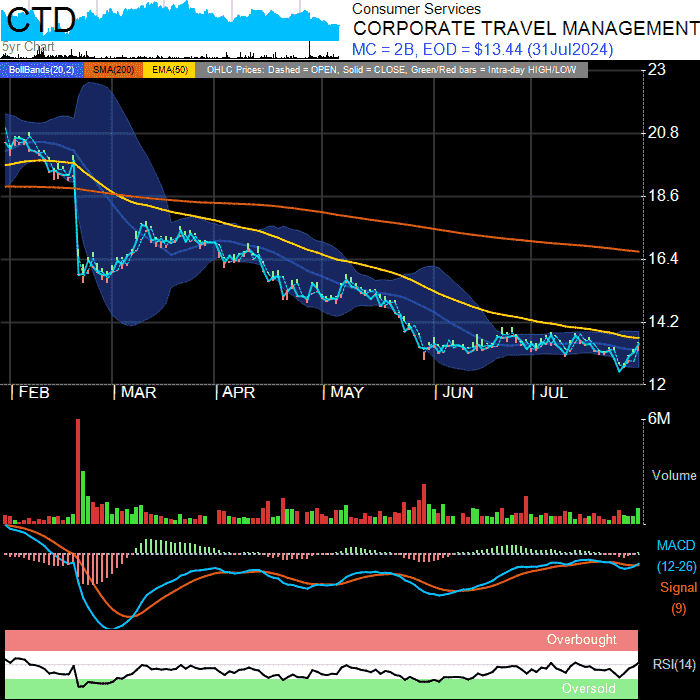 CTD
5yr Chart
Consumer Services
CORPORATE TRAVEL MANAGEMENT
MC = 2B, EOD = $13.44 (31Jul2024)
BollBands(20,2) SMA(200) EMA(50) OHLC Prices: Dashed = OPEN, Solid = CLOSE, Green/Red bars = Intra-day HIGH/LOW
23
20.8
18.6
16.4
14.2
12
FEB MAR APR MAY JUN JUL
6M
Volume
MACD
(12-26)
Signal
(9)
Overbought
RSI(14)
Oversold